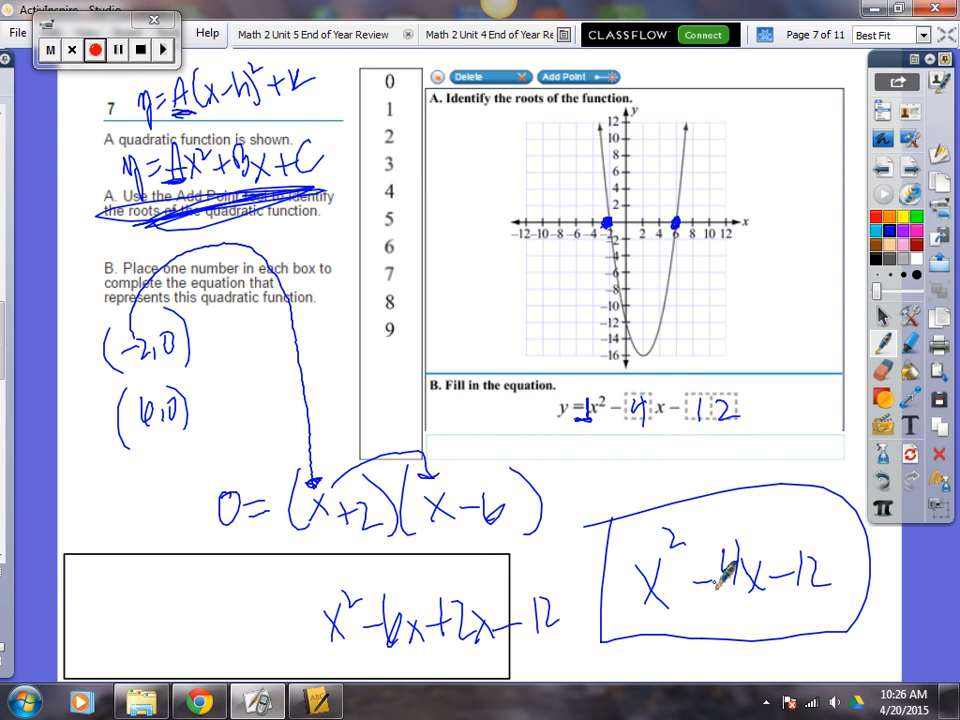 ActivInspire - Studio
File
Help
Math 2 Unit 5 End of Year Review
Math 2 Unit 4 End of Ye
CLASSFLOW
Connect
Page 7 of 11
Best Fit
M
y = A(x-h)² + k
7
A quadratic function is shown.
y = Ax² + Bx + C
A. Use the Add Point tool to identify
the roots of the quadratic function.
B. Place one number in each box to
complete the equation that
represents this quadratic function.
(-2,0)
(6,0)
0
1
2
3
4
5
6
7
8
9
Delete
Add Point
A. Identify the roots of the function.
y
12
10
8
6
4
2
-12 -10 -8 -6 -4 -2 2 4 6 8 10 12 x
-2
-4
-6
-8
-10
-12
-14
-16
B. Fill in the equation.
y = 1x² - 4x - 12
0 = (x+2)(x-6)
x² - 6x + 2x - 12
x² - 4x - 12
10:26 AM
4/20/2015